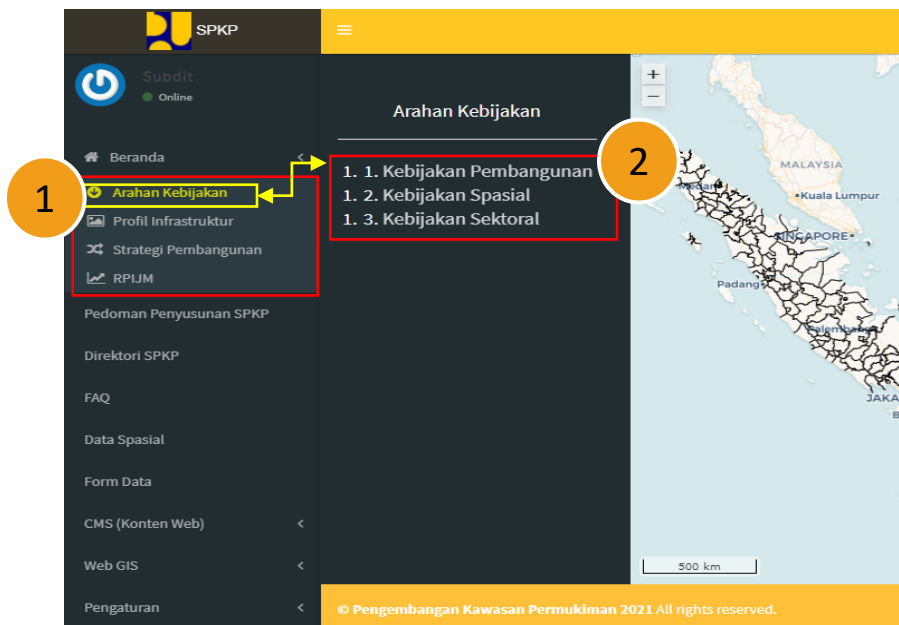 SPKP
Subdit
Online
Beranda
1
Arahan Kebijakan
Profil Infrastruktur
Strategi Pembangunan
RPIJM
Pedoman Penyusunan SPKP
Direktori SPKP
FAQ
Data Spasial
Form Data
CMS (Konten Web)
Web GIS
Pengaturan
Arahan Kebijakan
2
1. 1. Kebijakan Pembangunan
1. 2. Kebijakan Spasial
1. 3. Kebijakan Sektoral
+
−
MALAYSIA
Medan
Kuala Lumpur
SINGAPORE
Padang
Palembang
JAKA
500 km
© Pengembangan Kawasan Permukiman 2021 All rights reserved.